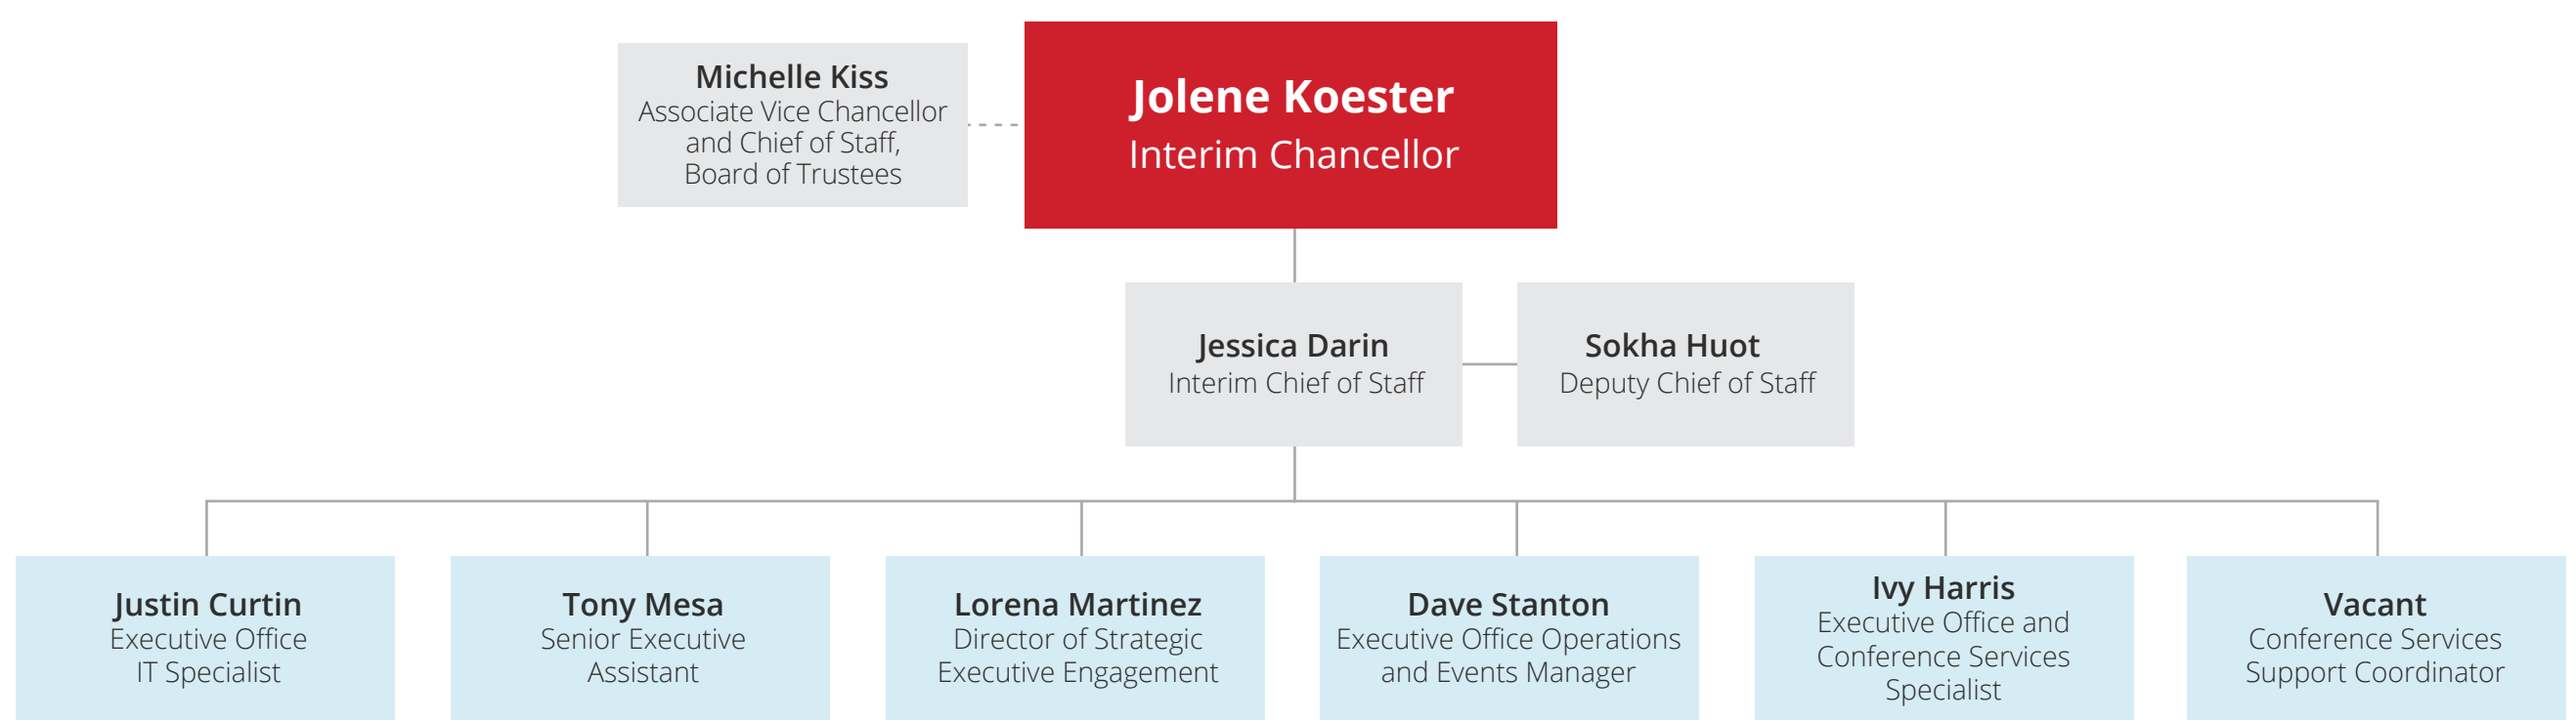 Michelle Kiss
Associate Vice Chancellor
and Chief of Staff,
Board of Trustees
Jolene Koester
Interim Chancellor
Jessica Darin
Interim Chief of Staff
Sokha Huot
Deputy Chief of Staff
Justin Curtin
Executive Office
IT Specialist
Tony Mesa
Senior Executive
Assistant
Lorena Martinez
Director of Strategic
Executive Engagement
Dave Stanton
Executive Office Operations
and Events Manager
Ivy Harris
Executive Office and
Conference Services
Specialist
Vacant
Conference Services
Support Coordinator